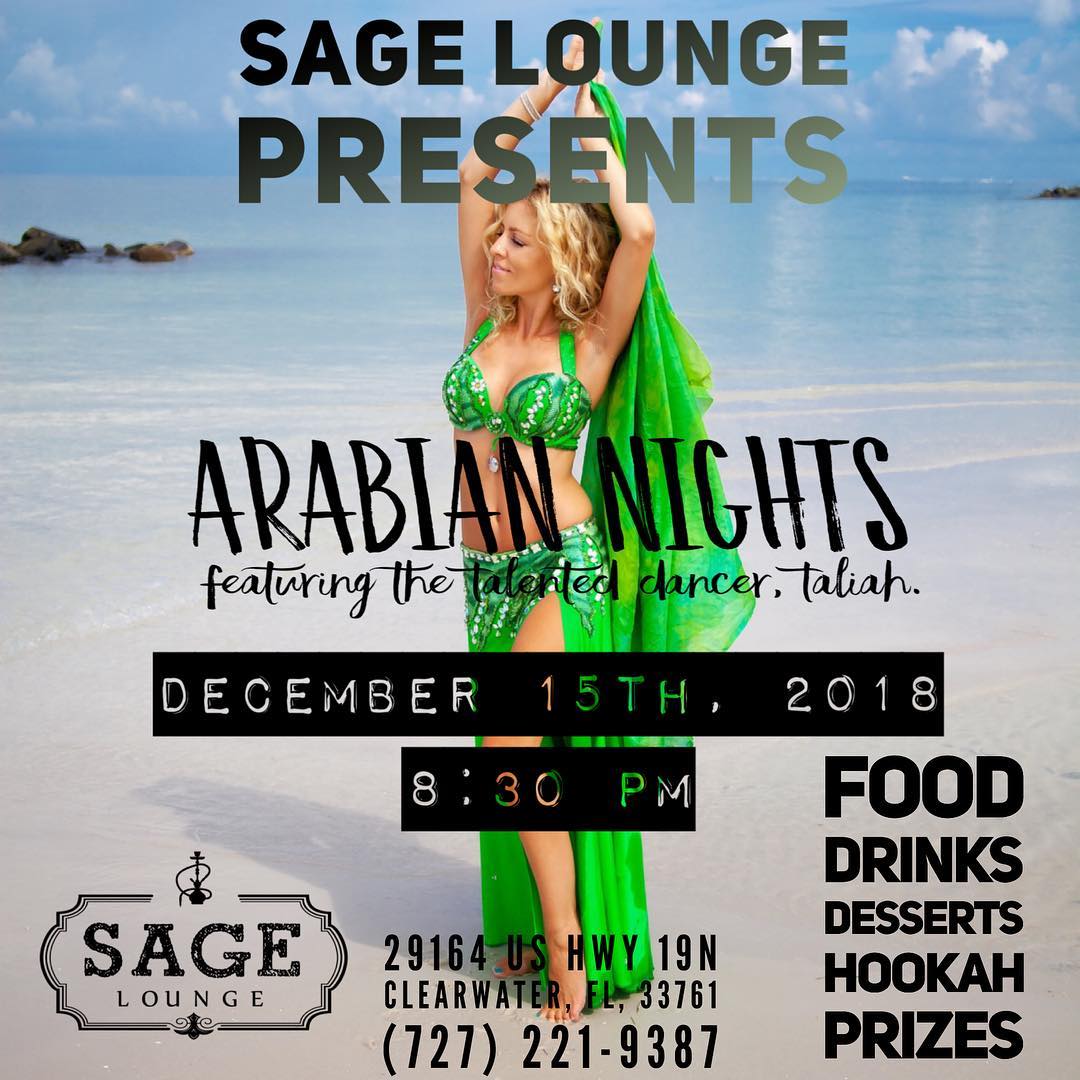 SAGE LOUNGE
PRESENTS
ARABIAN NIGHTS
featuring the talented dancer, taliah.
DECEMBER 15TH, 2018
8:30 PM
FOOD
DRINKS
DESSERTS
HOOKAH
PRIZES
SAGE
LOUNGE
29164 US HWY 19N
CLEARWATER, FL, 33761
(727) 221-9387